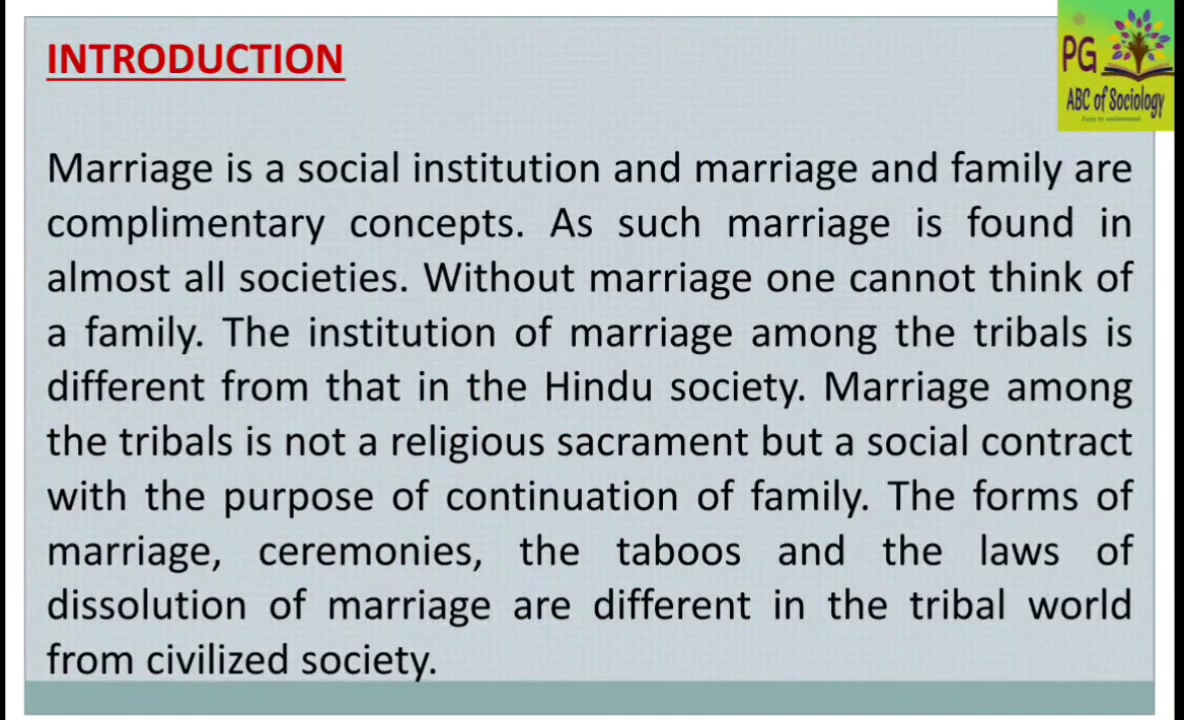 INTRODUCTION
PG
ABC of Sociology
Easy to understand
Marriage is a social institution and marriage and family are
complimentary concepts. As such marriage is found in
almost all societies. Without marriage one cannot think of
a family. The institution of marriage among the tribals is
different from that in the Hindu society. Marriage among
the tribals is not a religious sacrament but a social contract
with the purpose of continuation of family. The forms of
marriage, ceremonies, the taboos and the laws of
dissolution of marriage are different in the tribal world
from civilized society.